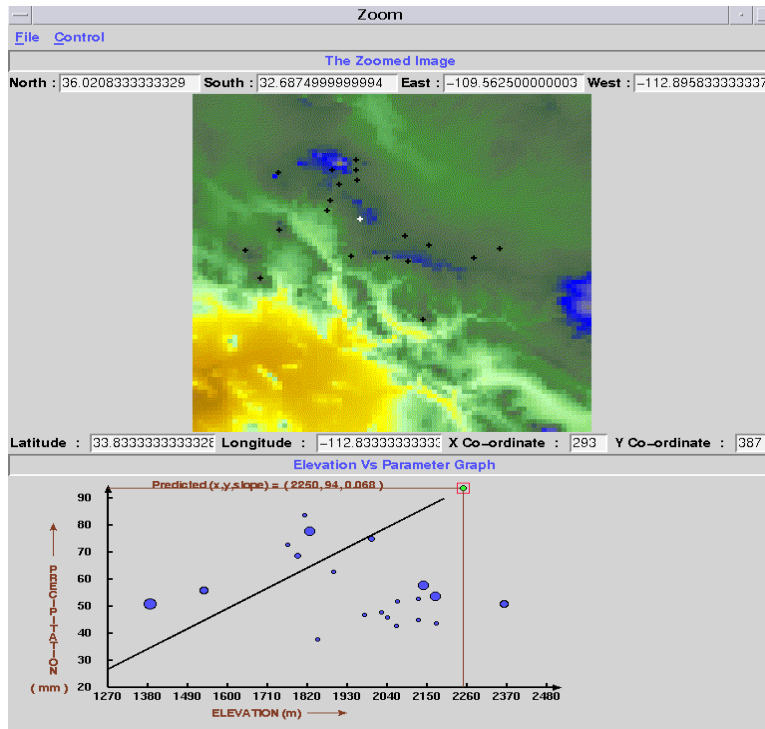 Zoom
File Control
The Zoomed Image
North : 36.0208333333329 South : 32.6874999999994 East : -109.562500000003 West : -112.895833333337
Latitude : 33.8333333333326 Longitude : -112.833333333333 X Co-ordinate : 293 Y Co-ordinate : 387
Elevation Vs Parameter Graph
Predicted (x,y,slope) = ( 2250, 94, 0.068 )
90
80
70
60
50
40
30
20
PRECIPITATION
( mm )
1270 1380 1490 1600 1710 1820 1930 2040 2150 2260 2370 2480
ELEVATION (m)